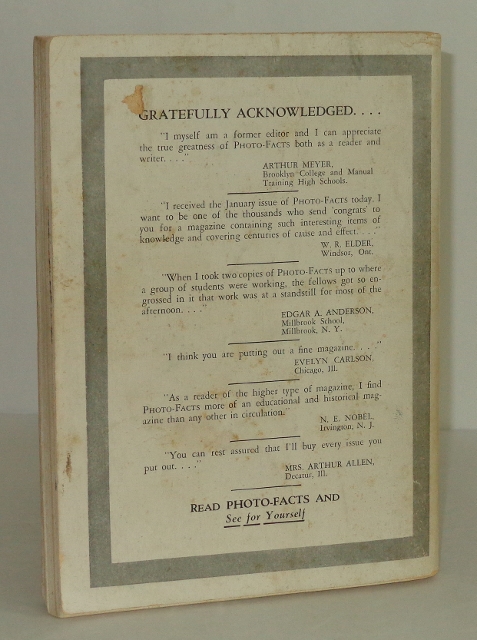 GRATEFULLY ACKNOWLEDGED. . . .
"I myself am a former editor and I can appreciate
the true greatness of PHOTO-FACTS both as a reader and
writer. . . ."
ARTHUR MEYER,
Brooklyn College and Manual
Training High Schools.
"I received the January issue of PHOTO-FACTS today. I
want to be one of the thousands who send 'congrats' to
you for a magazine containing such interesting items of
knowledge and covering centuries of cause and effect. . . ."
W. R. ELDER,
Windsor, Ont.
"When I took two copies of PHOTO-FACTS up to where
a group of students were working, the fellows got so en-
grossed in it that work was at a standstill for most of the
afternoon. . . ."
EDGAR A. ANDERSON,
Millbrook School,
Millbrook, N. Y.
"I think you are putting out a fine magazine. . . ."
EVELYN CARLSON,
Chicago, Ill.
"As a reader of the higher type of magazine, I find
PHOTO-FACTS more of an educational and historical mag-
azine than any other in circulation."
N. E. NOBEL,
Irvington, N. J.
"You can rest assured that I'll buy every issue you
put out. . . ."
MRS. ARTHUR ALLEN,
Decatur, Ill.
READ PHOTO-FACTS AND
See for Yourself